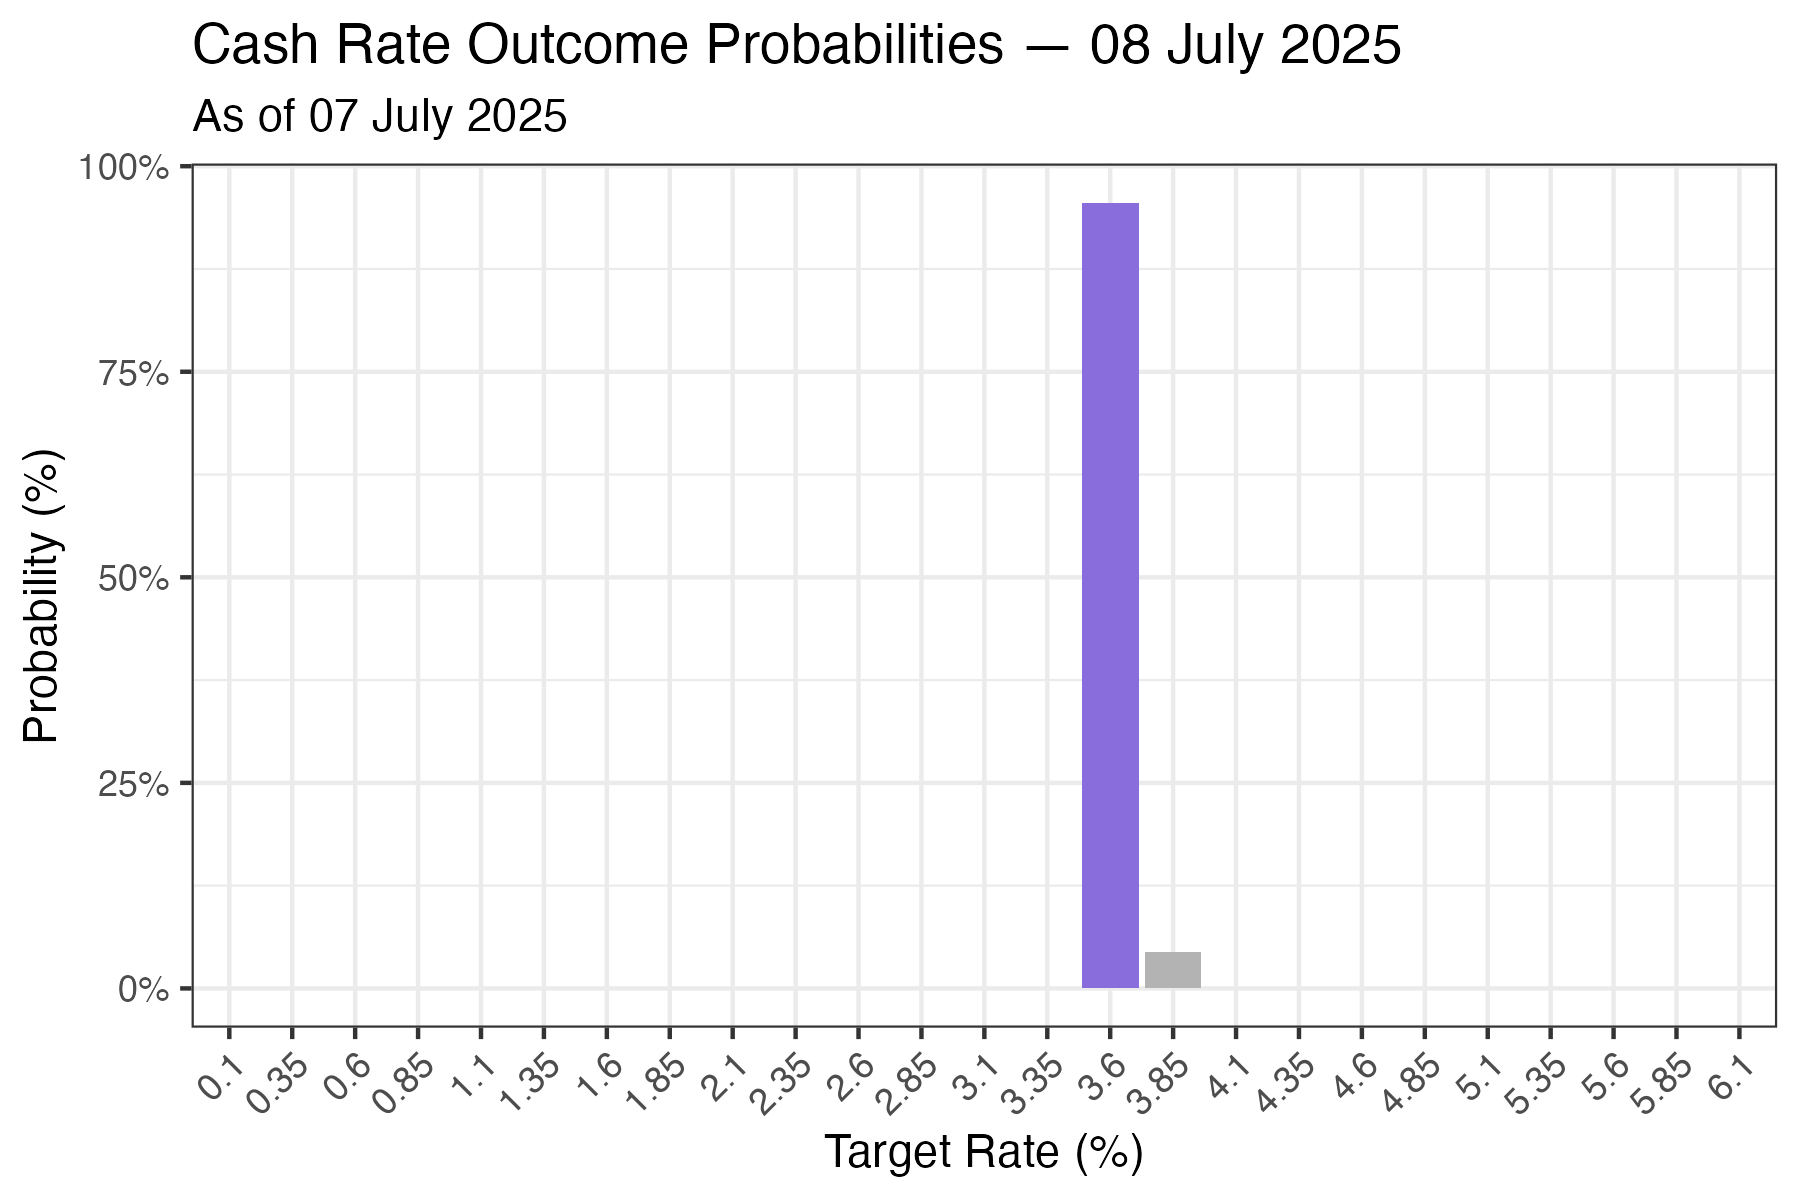 Cash Rate Outcome Probabilities — 08 July 2025
As of 07 July 2025
Probability (%)
100%
75%
50%
25%
0%
0.1 0.35 0.6 0.85 1.1 1.35 1.6 1.85 2.1 2.35 2.6 2.85 3.1 3.35 3.6 3.85 4.1 4.35 4.6 4.85 5.1 5.35 5.6 5.85 6.1
Target Rate (%)